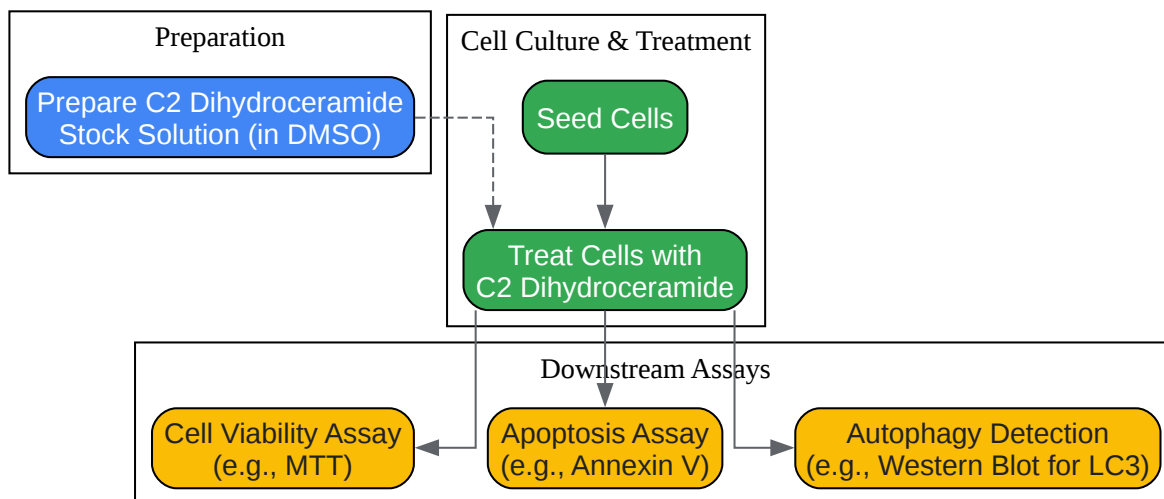 Preparation
Prepare C2 Dihydroceramide
Stock Solution (in DMSO)
Cell Culture & Treatment
Seed Cells
Treat Cells with
C2 Dihydroceramide
Downstream Assays
Cell Viability Assay
(e.g., MTT)
Apoptosis Assay
(e.g., Annexin V)
Autophagy Detection
(e.g., Western Blot for LC3)